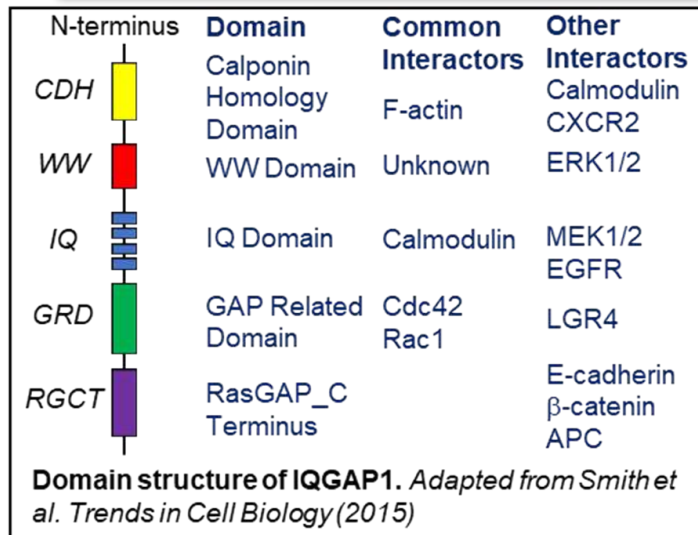 N-terminus Domain Common Interactors Other Interactors
CDH Calponin Homology Domain F-actin Calmodulin CXCR2
WW WW Domain Unknown ERK1/2
IQ IQ Domain Calmodulin MEK1/2 EGFR
GRD GAP Related Domain Cdc42 Rac1 LGR4
RGCT RasGAP_C Terminus E-cadherin β-catenin APC
Domain structure of IQGAP1. Adapted from Smith et
al. Trends in Cell Biology (2015)